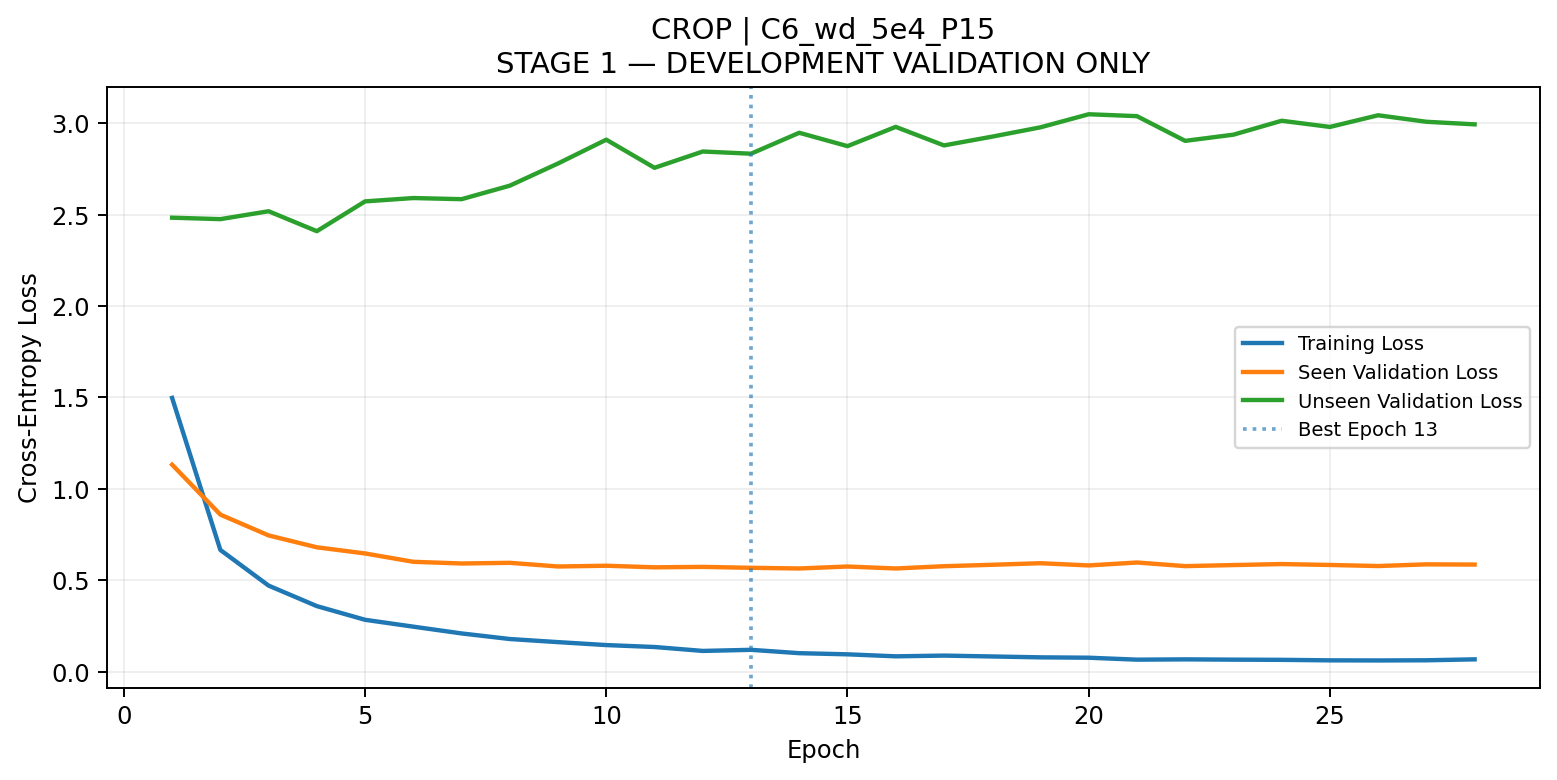 CROP | C6_wd_5e4_P15
STAGE 1 — DEVELOPMENT VALIDATION ONLY
Cross-Entropy Loss
3.0
2.5
2.0
1.5
1.0
0.5
0.0
Training Loss
Seen Validation Loss
Unseen Validation Loss
Best Epoch 13
0 5 10 15 20 25
Epoch